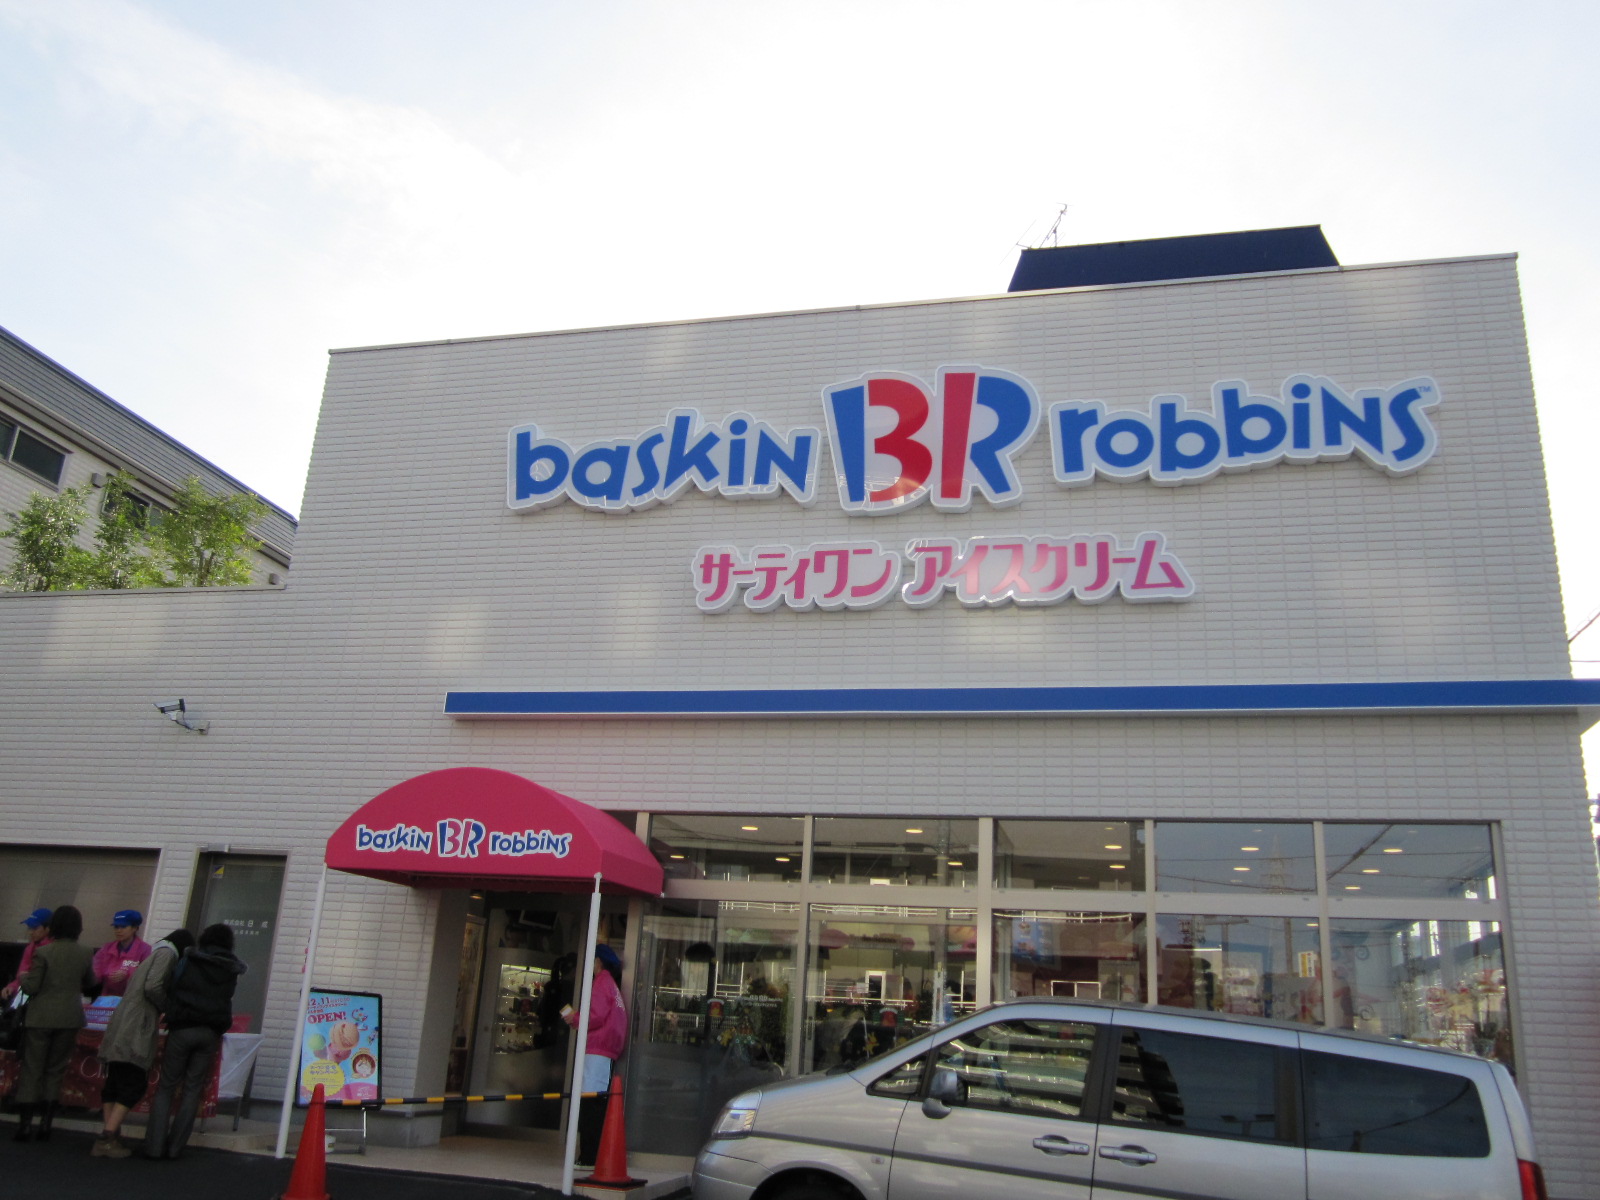 baskin BR robbins™
サーティワン アイスクリーム
baskin BR robbins
OPEN!